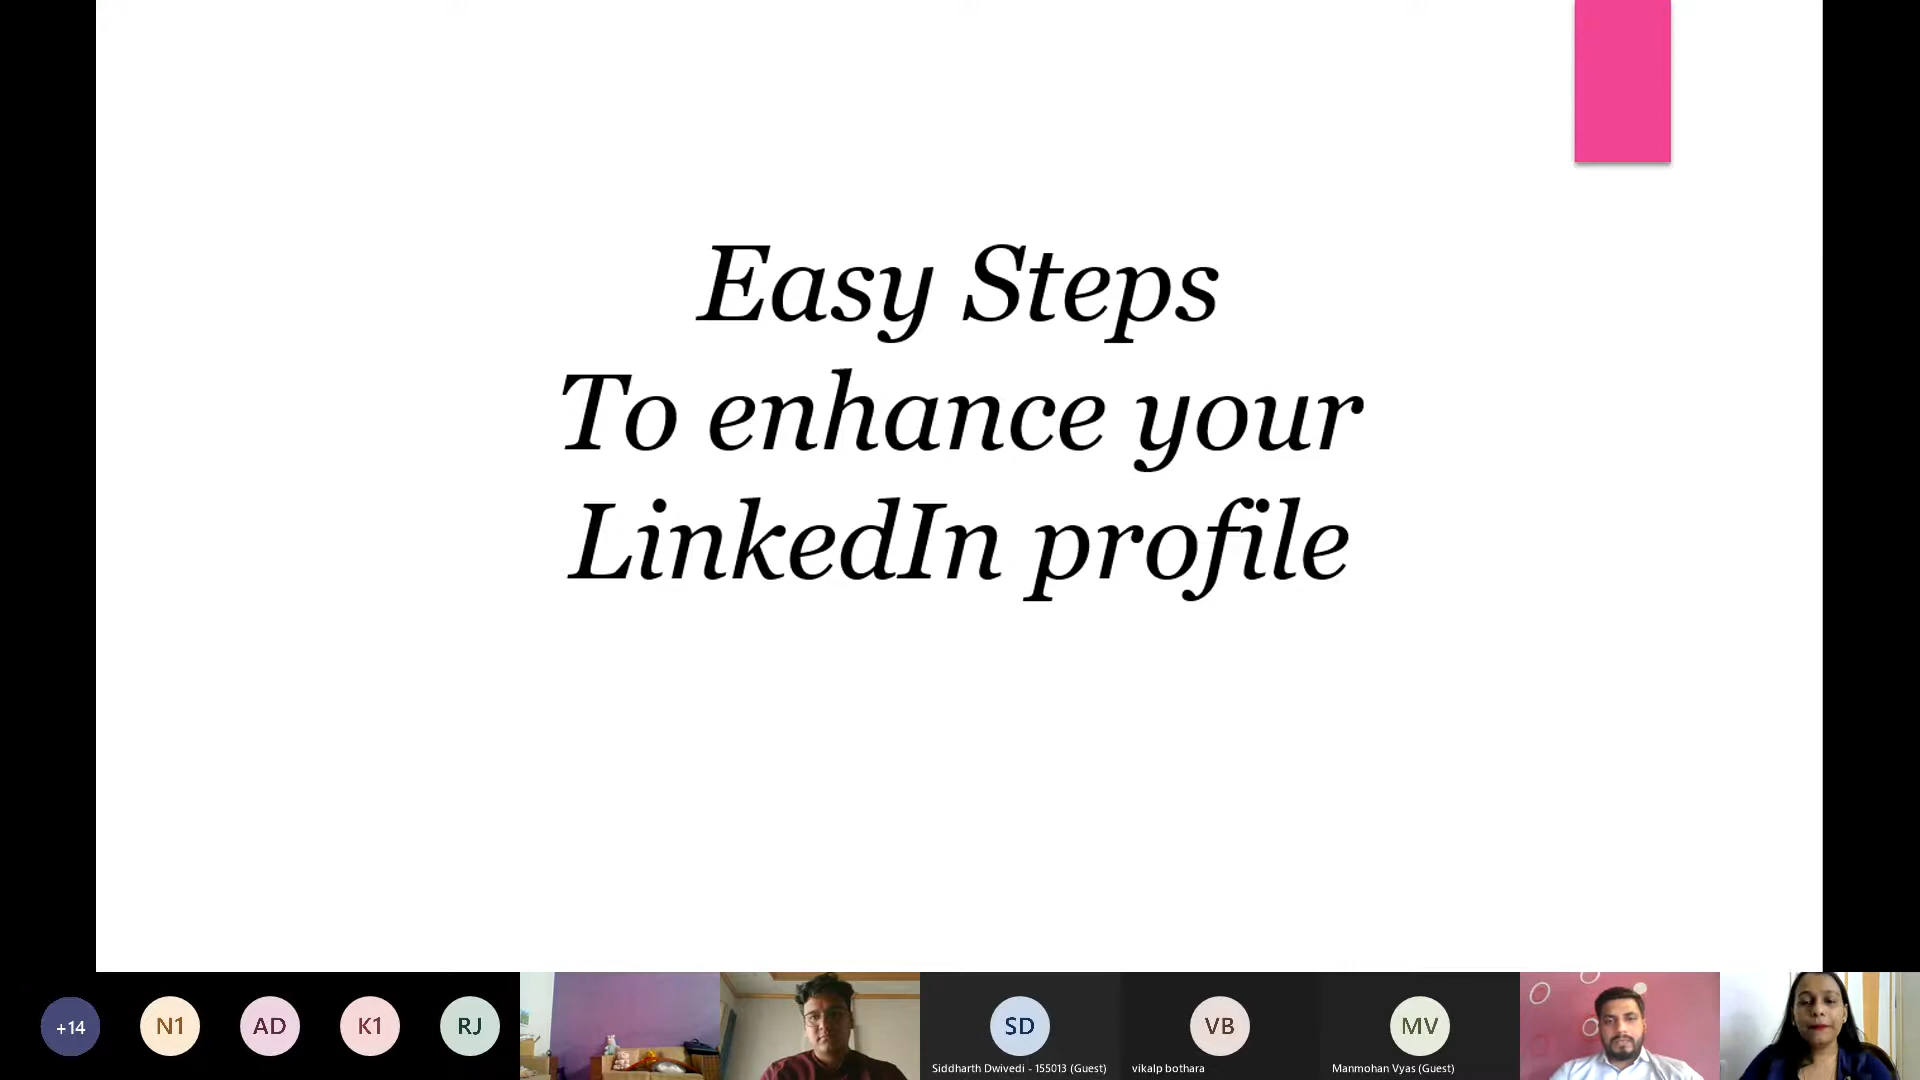 Easy Steps
To enhance your
LinkedIn profile
+14
N1
AD
K1
RJ
SD
VB
MV
Siddharth Dwivedi - 155013 (Guest)
vikalp bothara
Manmohan Vyas (Guest)